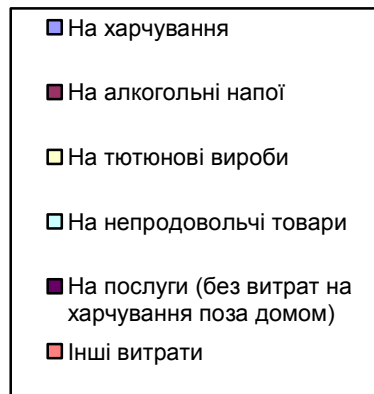 На харчування
На алкогольні напої
На тютюнові вироби
На непродовольчі товари
На послуги (без витрат на
харчування поза домом)
Інші витрати